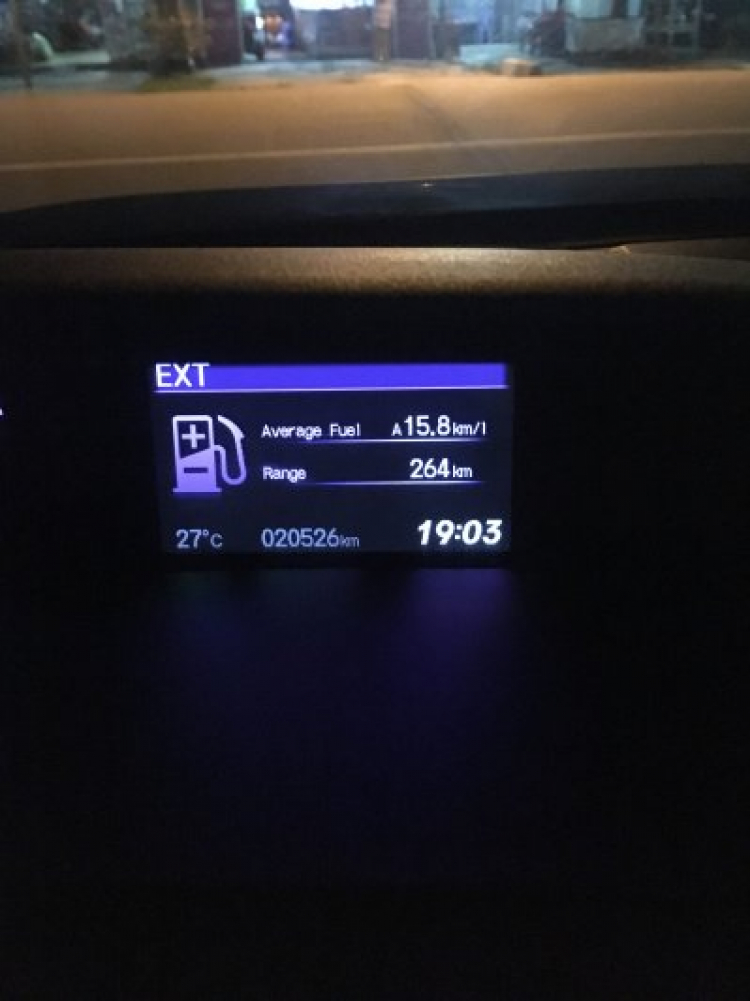 EXT
Average Fuel A15.8km/l
Range 264km
27°c 020526km 19:03